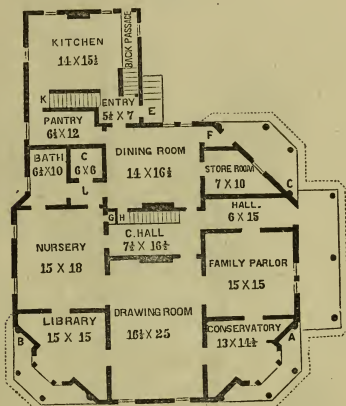 KITCHEN
14 X 15½
BACK PASSAGE
K
ENTRY
5½ X 7
E
PANTRY
6½ X 12
F
BATH
6½ X 10
C
6 X 6
DINING ROOM
14 X 16½
STORE ROOM
7 X 10
C
L
HALL
6 X 15
G
H
C. HALL
7½ X 16½
NURSERY
15 X 18
FAMILY PARLOR
15 X 15
LIBRARY
15 X 15
DRAWING ROOM
16½ X 25
CONSERVATORY
13 X 14½
B
A